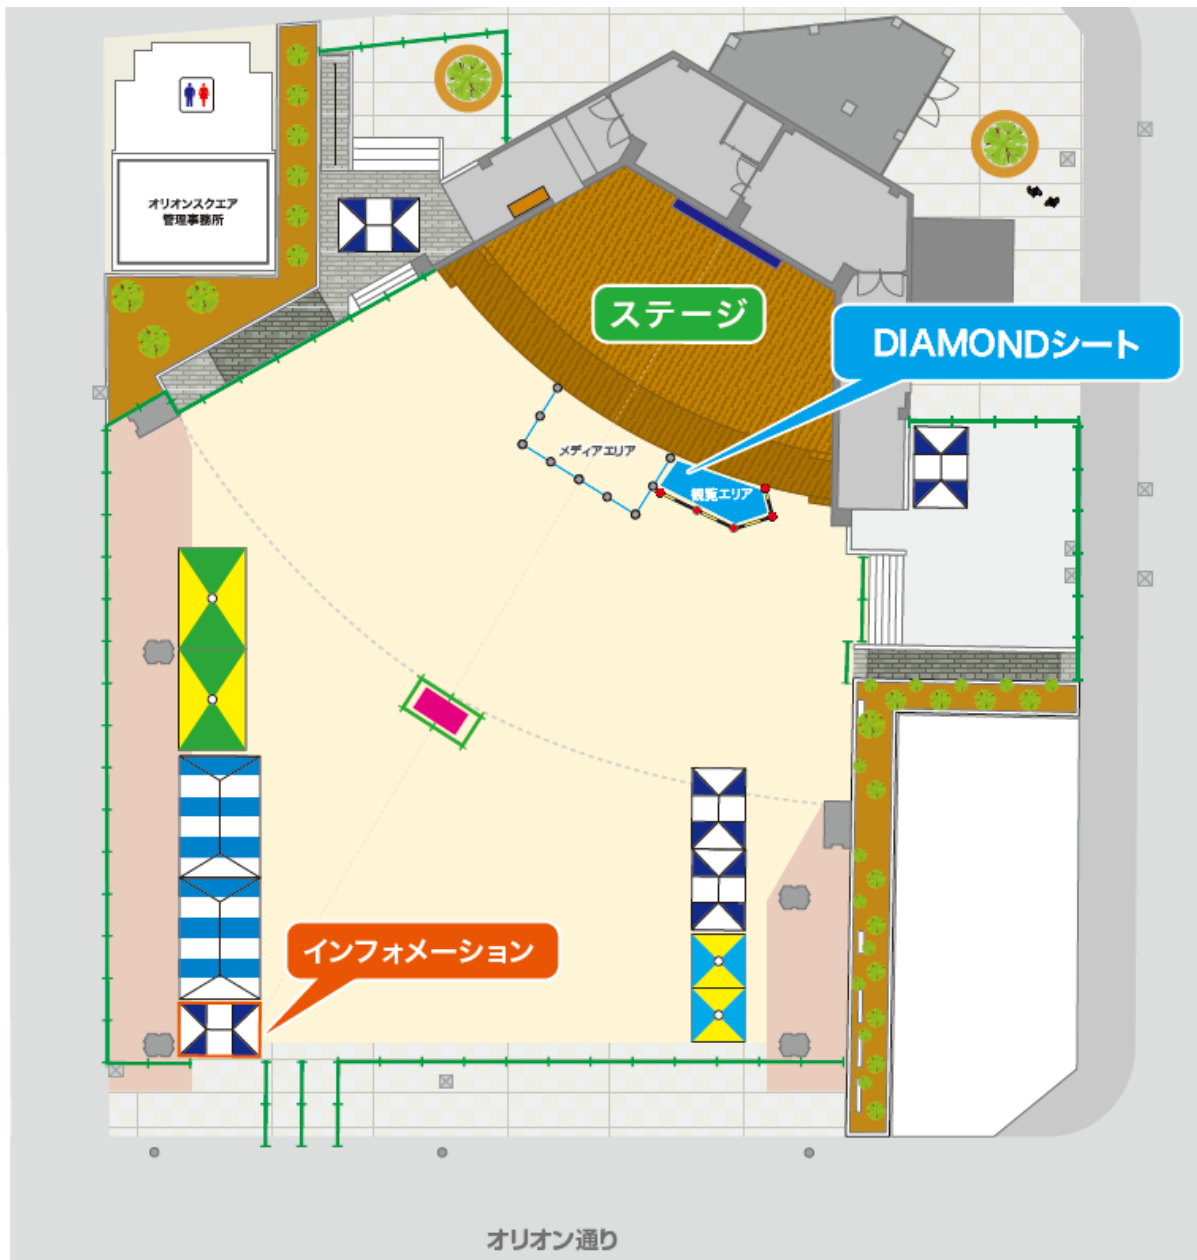 オリオンスクエア
管理事務所
ステージ
DIAMONDシート
メディアエリア
観覧エリア
インフォメーション
オリオン通り